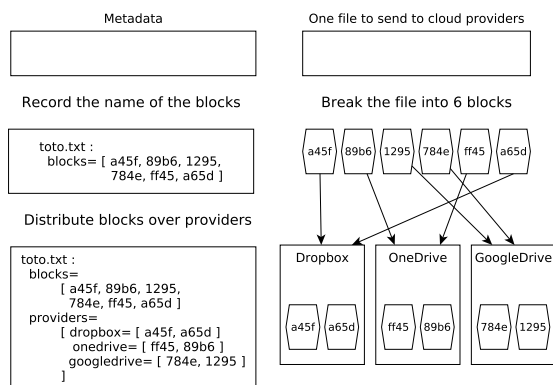 Metadata
One file to send to cloud providers
Record the name of the blocks
Break the file into 6 blocks
toto.txt :
blocks= [ a45f, 89b6, 1295,
784e, ff45, a65d ]
a45f 89b6 1295 784e ff45 a65d
Distribute blocks over providers
toto.txt :
blocks=
[ a45f, 89b6, 1295,
784e, ff45, a65d ]
providers=
[ dropbox= [ a45f, a65d ]
onedrive= [ ff45, 89b6 ]
googledrive= [ 784e, 1295 ]
]
Dropbox
a45f a65d
OneDrive
ff45 89b6
GoogleDrive
784e 1295